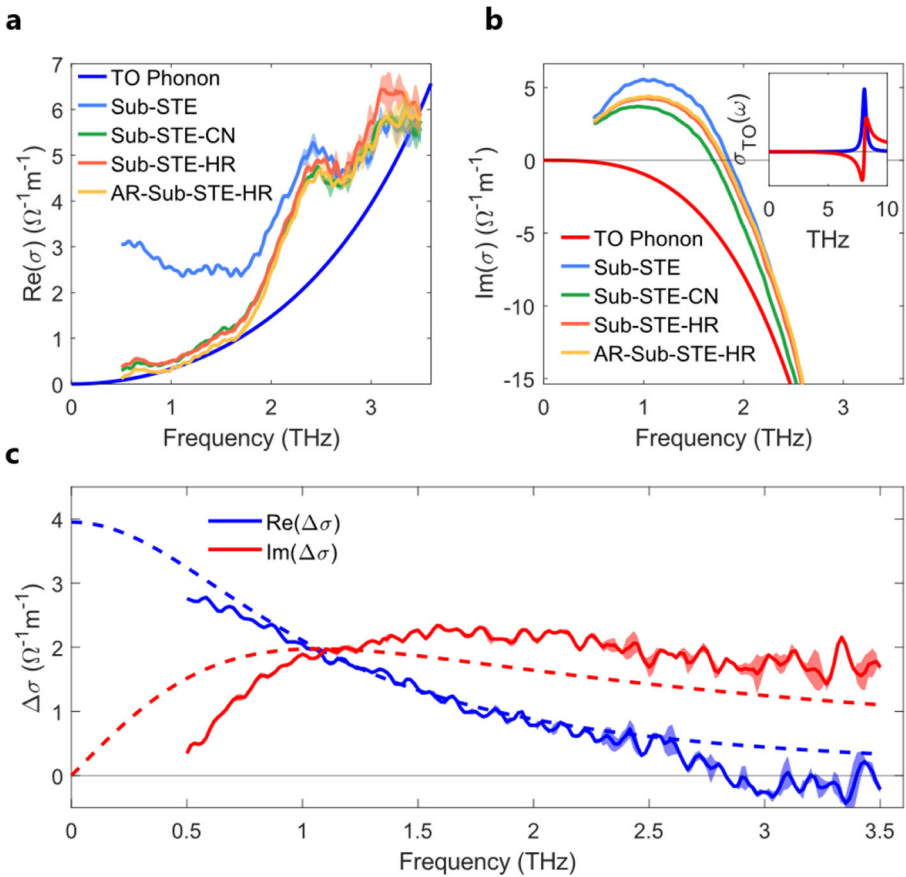 a
7
6
5
4
3
2
1
0
Re(σ) (Ω⁻¹m⁻¹)
TO Phonon
Sub-STE
Sub-STE-CN
Sub-STE-HR
AR-Sub-STE-HR
0 1 2 3
Frequency (THz)
b
5
0
-5
-10
-15
Im(σ) (Ω⁻¹m⁻¹)
σTO(ω)
0 5 10
THz
TO Phonon
Sub-STE
Sub-STE-CN
Sub-STE-HR
AR-Sub-STE-HR
0 1 2 3
Frequency (THz)
c
4
3
2
1
0
Δσ (Ω⁻¹m⁻¹)
Re(Δσ)
Im(Δσ)
0 0.5 1 1.5 2 2.5 3 3.5
Frequency (THz)